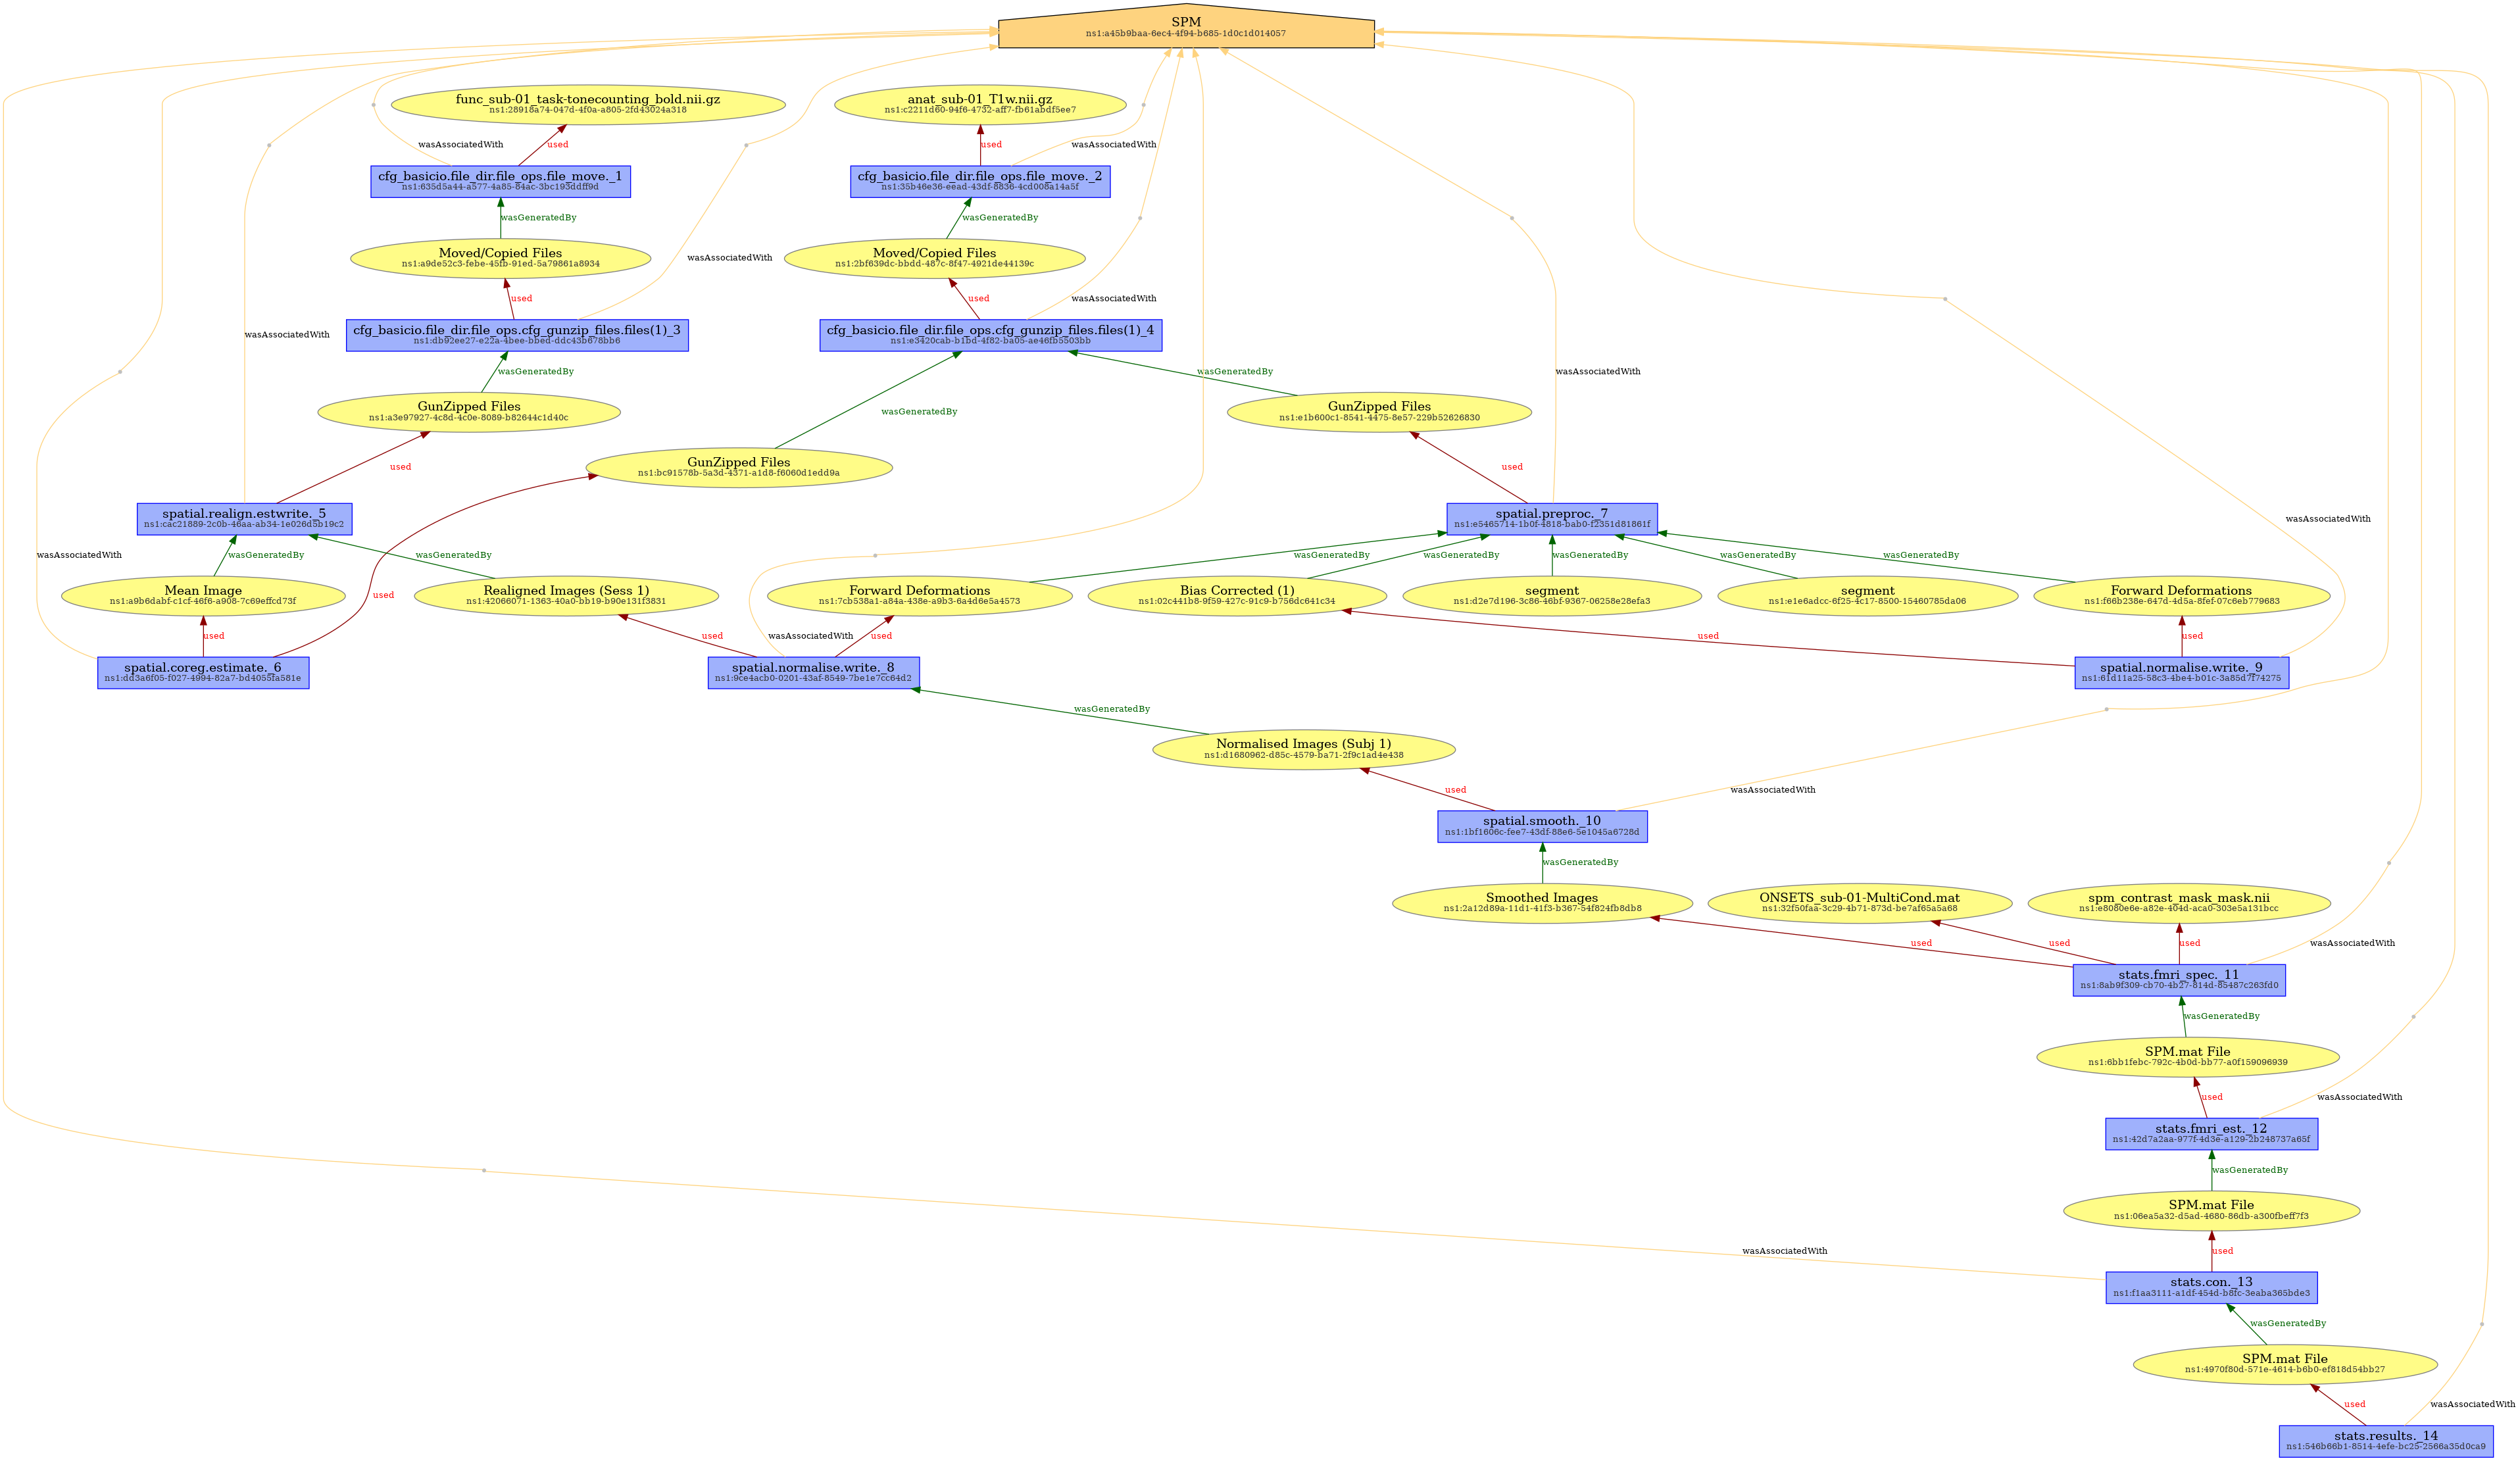 SPM
ns1:a45b9baa-6ec4-4f94-b685-1d0c1d014057
func_sub-01_task-tonecounting_bold.nii.gz
ns1:28918a74-047d-4f0a-a805-2fd43024a318
anat_sub-01_T1w.nii.gz
ns1:c2211d60-94f6-4732-aff7-fb61abdf5ee7
wasAssociatedWith
used
used
wasAssociatedWith
cfg_basicio.file_dir.file_ops.file_move._1
ns1:635d5a44-a577-4a85-84ac-3bc193ddff9d
cfg_basicio.file_dir.file_ops.file_move._2
ns1:35b46e36-eead-43df-8836-4cd008a14a5f
wasGeneratedBy
wasGeneratedBy
Moved/Copied Files
ns1:a9de52c3-febe-45fb-91ed-5a79861a8934
wasAssociatedWith
Moved/Copied Files
ns1:2bf639dc-bbdd-487c-8f47-4921de44139c
used
used
wasAssociatedWith
wasAssociatedWith
cfg_basicio.file_dir.file_ops.cfg_gunzip_files.files(1)_3
ns1:db92ee27-e22a-4bee-bbed-ddc43b678bb6
cfg_basicio.file_dir.file_ops.cfg_gunzip_files.files(1)_4
ns1:e3420cab-b1bd-4f82-ba05-ae46fb5503bb
wasGeneratedBy
wasGeneratedBy
wasAssociatedWith
GunZipped Files
ns1:a3e97927-4c8d-4c0e-8089-b82644c1d40c
wasGeneratedBy
GunZipped Files
ns1:e1b600c1-8541-4475-8e57-229b52626830
used
GunZipped Files
ns1:bc91578b-5a3d-4371-a1d8-f6060d1edd9a
used
spatial.realign.estwrite._5
ns1:cac21889-2c0b-46aa-ab34-1e026d5b19c2
spatial.preproc._7
ns1:e5465714-1b0f-4818-bab0-f2351d81861f
wasAssociatedWith
wasAssociatedWith
wasGeneratedBy
wasGeneratedBy
wasGeneratedBy
wasGeneratedBy
wasGeneratedBy
wasGeneratedBy
wasGeneratedBy
Mean Image
ns1:a9b6dabf-c1cf-46f6-a908-7c69effcd73f
used
Realigned Images (Sess 1)
ns1:42066071-1363-40a0-bb19-b90e131f3831
Forward Deformations
ns1:7cb538a1-a84a-438e-a9b3-6a4d6e5a4573
Bias Corrected (1)
ns1:02c441b8-9f59-427c-91c9-b756dc641c34
segment
ns1:d2e7d196-3c86-46bf-9367-06258e28efa3
segment
ns1:e1e6adcc-6f25-4c17-8500-15460785da06
Forward Deformations
ns1:f66b238e-647d-4d5a-8fef-07c6eb779683
used
used
wasAssociatedWith
used
used
used
spatial.coreg.estimate._6
ns1:dd3a6f05-f027-4994-82a7-bd4055fa581e
spatial.normalise.write._8
ns1:9ce4acb0-0201-43af-8549-7be1e7cc64d2
spatial.normalise.write._9
ns1:61d11a25-58c3-4be4-b01c-3a85d7f74275
wasGeneratedBy
Normalised Images (Subj 1)
ns1:d1680962-d85c-4579-ba71-2f9c1ad4e438
used
wasAssociatedWith
spatial.smooth._10
ns1:1bf1606c-fee7-43df-88e6-5e1045a6728d
wasGeneratedBy
Smoothed Images
ns1:2a12d89a-11d1-41f3-b367-54f824fb8db8
ONSETS_sub-01-MultiCond.mat
ns1:32f50faa-3c29-4b71-873d-be7af65a5a68
spm_contrast_mask_mask.nii
ns1:e8080e6e-a82e-404d-aca0-303e5a131bcc
used
used
used
wasAssociatedWith
stats.fmri_spec._11
ns1:8ab9f309-cb70-4b27-814d-85487c263fd0
wasGeneratedBy
SPM.mat File
ns1:6bb1febc-792c-4b0d-bb77-a0f159096939
used
wasAssociatedWith
stats.fmri_est._12
ns1:42d7a2aa-977f-4d3e-a129-2b248737a65f
wasGeneratedBy
SPM.mat File
ns1:06ea5a32-d5ad-4680-86db-a300fbeff7f3
wasAssociatedWith
used
stats.con._13
ns1:f1aa3111-a1df-454d-b8fc-3eaba365bde3
wasGeneratedBy
SPM.mat File
ns1:4970f80d-571e-4614-b6b0-ef818d54bb27
used
wasAssociatedWith
stats.results._14
ns1:546b66b1-8514-4efe-bc25-2566a35d0ca9